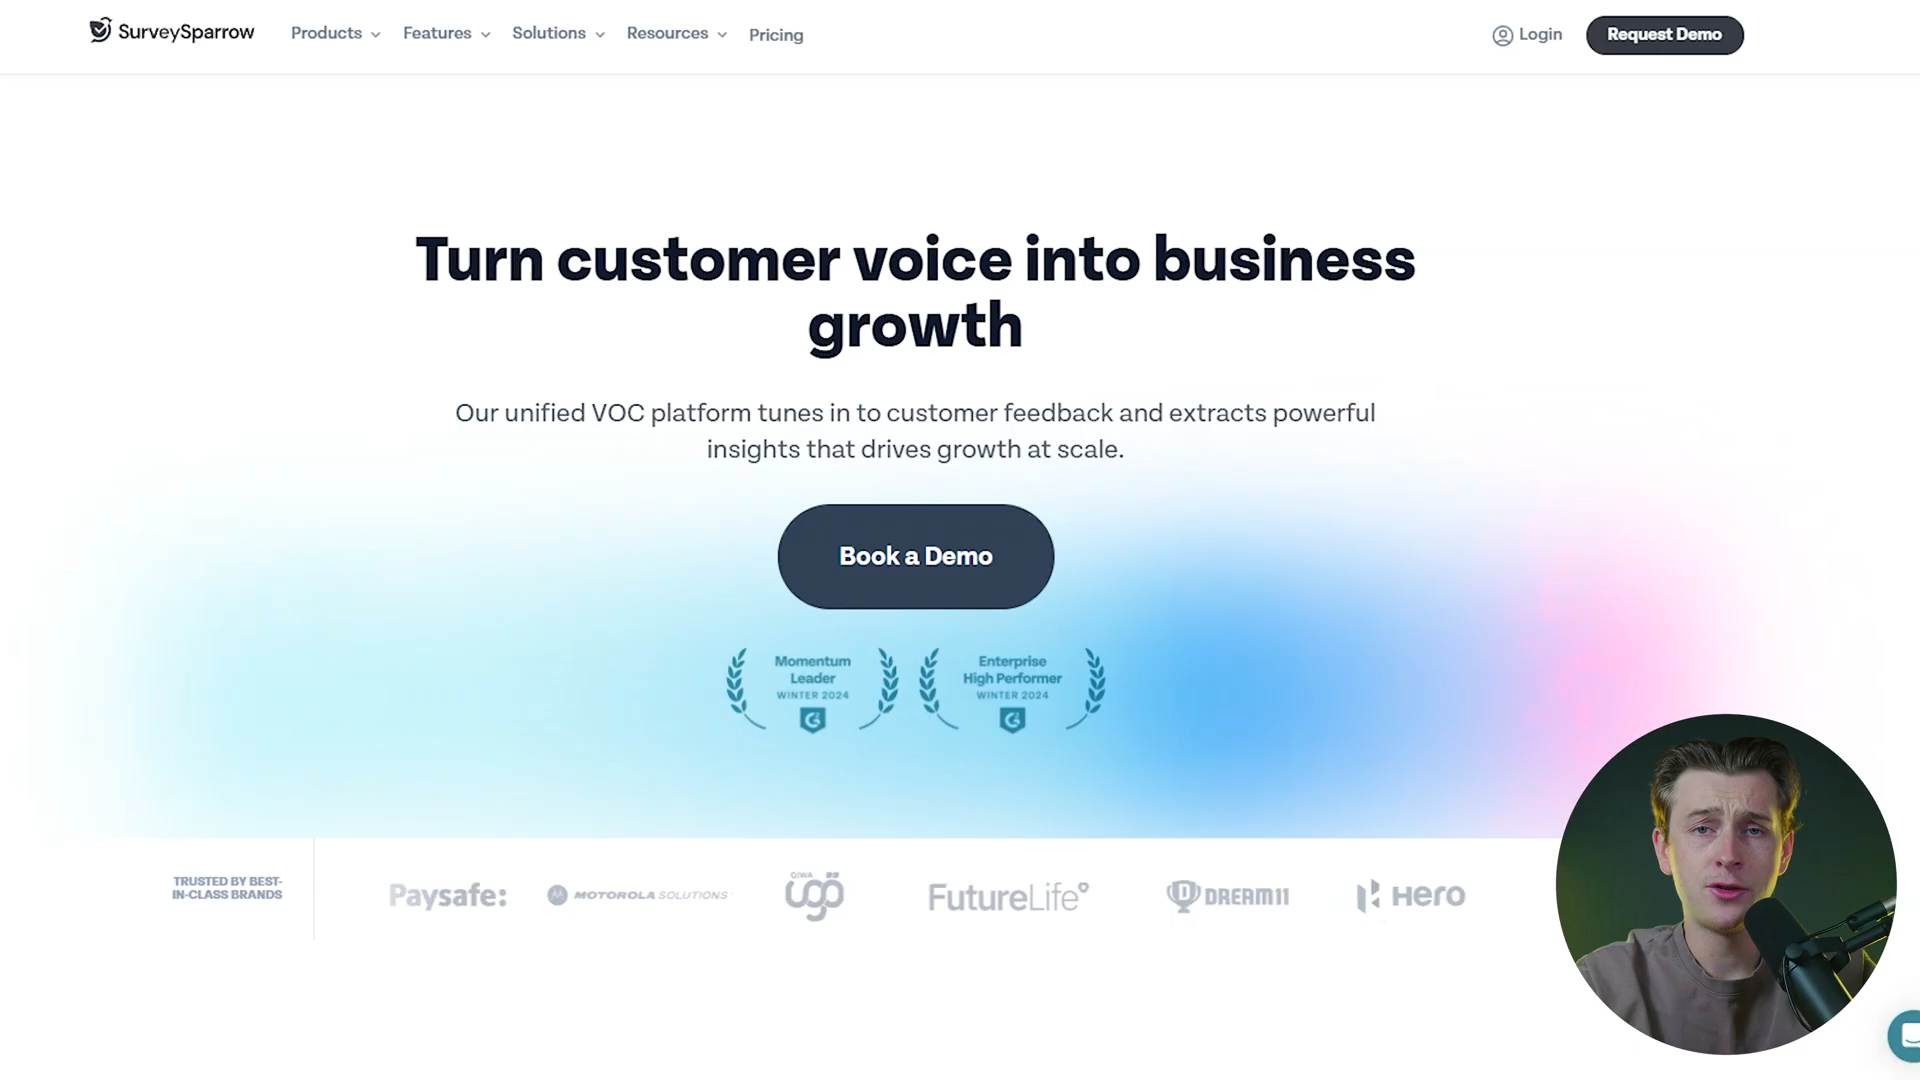 SurveySparrow
Products
Features
Solutions
Resources
Pricing
Login
Request Demo
Turn customer voice into business
growth
Our unified VOC platform tunes in to customer feedback and extracts powerful
insights that drives growth at scale.
Book a Demo
Momentum
Leader
WINTER 2024
Enterprise
High Performer
WINTER 2024
TRUSTED BY BEST-
IN-CLASS BRANDS
Paysafe:
MOTOROLA SOLUTIONS
QIWA
FutureLife
DREAM11
Hero